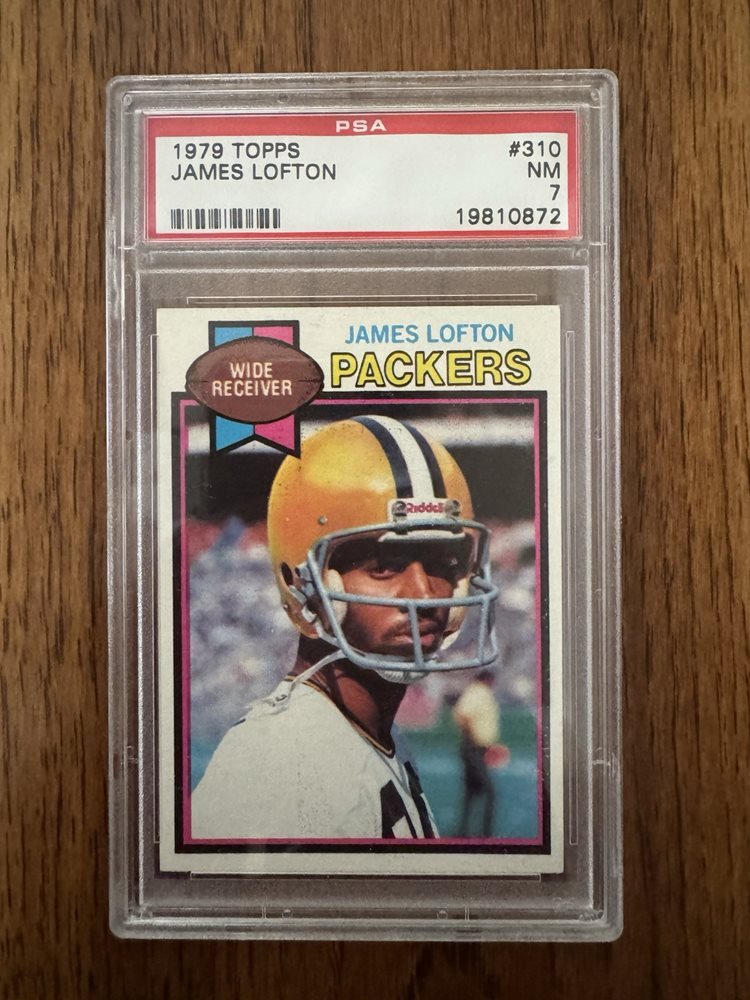 PSA
1979 TOPPS #310
JAMES LOFTON NM
7
19810872
JAMES LOFTON
PACKERS
WIDE
RECEIVER
Riddell